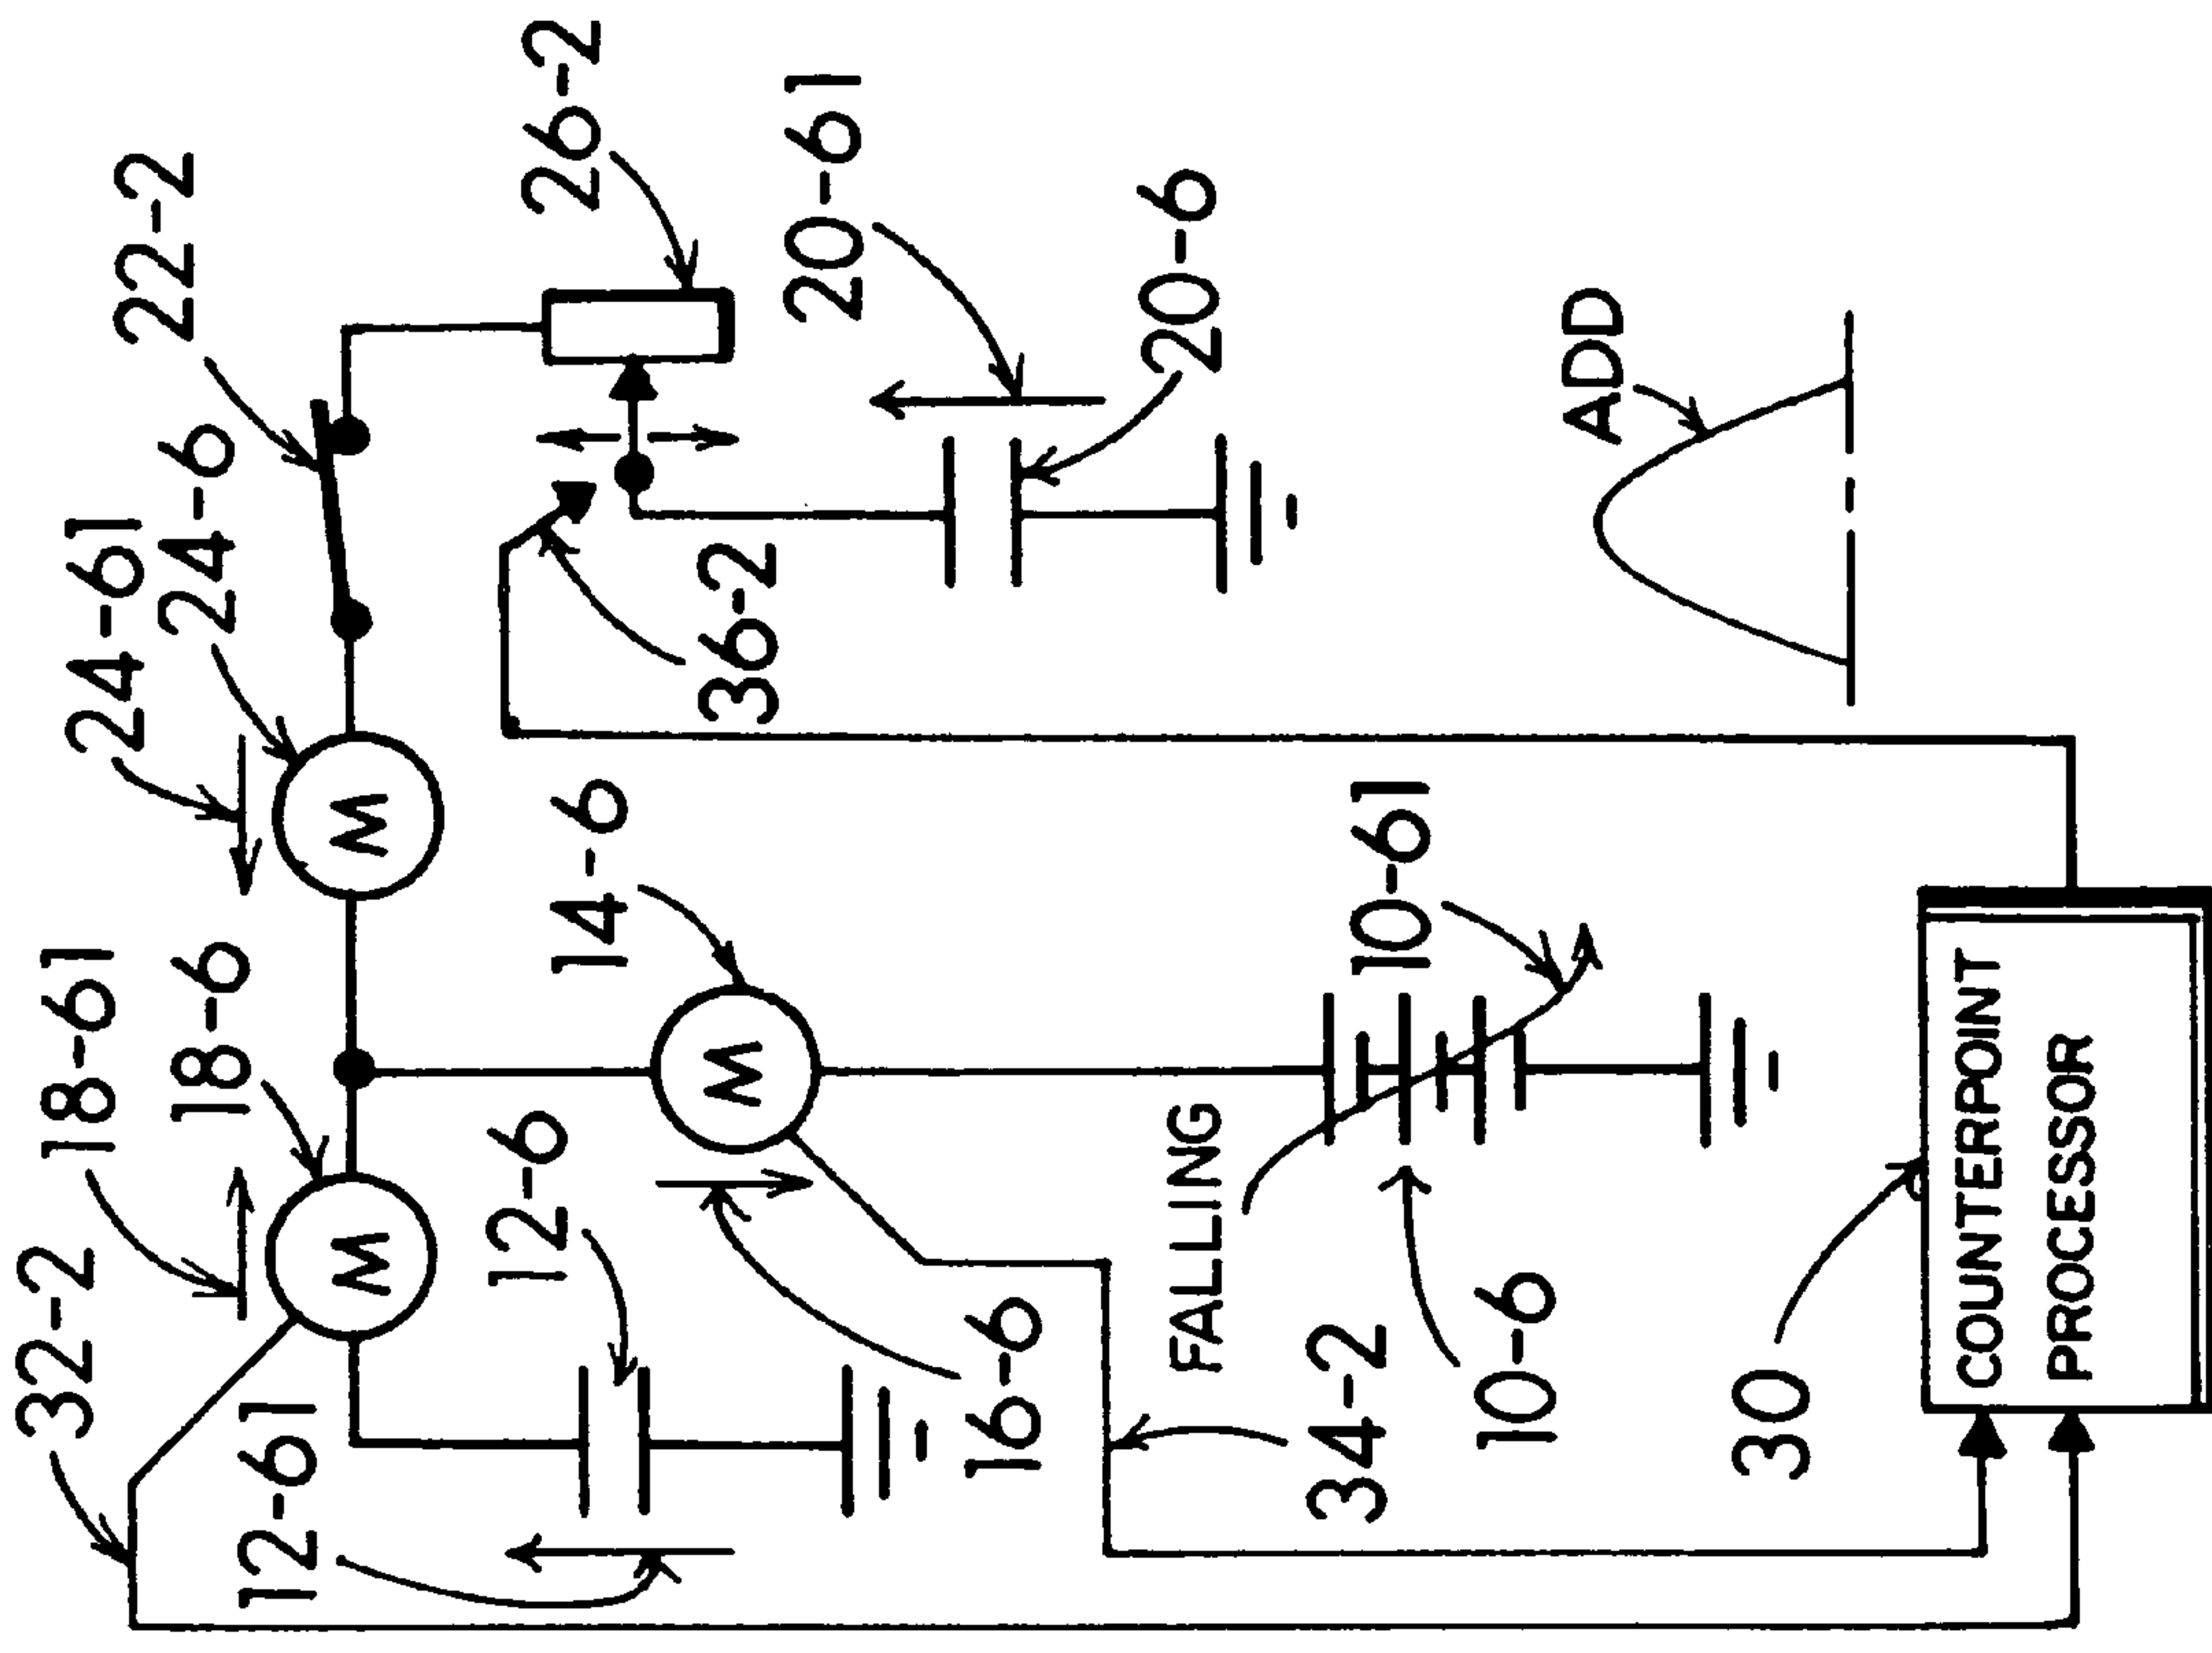 32-2
18-61
18-6
24-61
24-6
22-2
12-61
12-6
14-6
26-2
36-2
20-61
16-6
20-6
FALLING
34-2
10-61
10-6
ADD
30
COUNTERPOINT
PROCESSOR
M
M
M